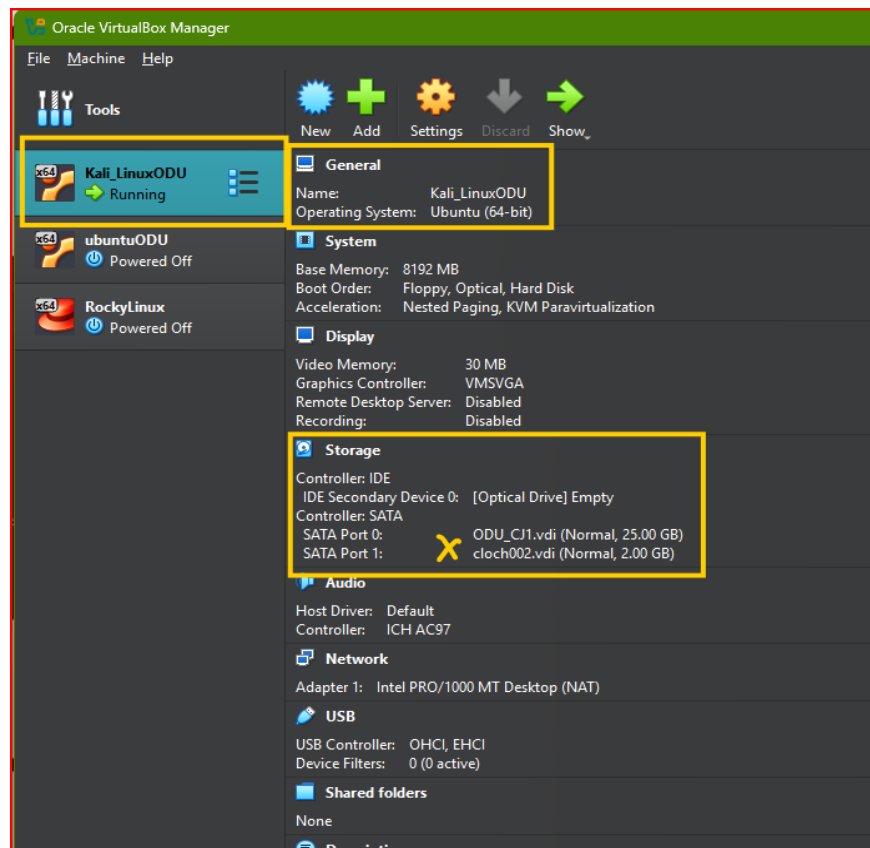 Oracle VirtualBox Manager
File Machine Help
Tools
New Add Settings Discard Show
Kali_LinuxODU
Running
ubuntuODU
Powered Off
RockyLinux
Powered Off
x64
x64
x64
General
Name: Kali_LinuxODU
Operating System: Ubuntu (64-bit)
System
Base Memory: 8192 MB
Boot Order: Floppy, Optical, Hard Disk
Acceleration: Nested Paging, KVM Paravirtualization
Display
Video Memory: 30 MB
Graphics Controller: VMSVGA
Remote Desktop Server: Disabled
Recording: Disabled
Storage
Controller: IDE
IDE Secondary Device 0: [Optical Drive] Empty
Controller: SATA
SATA Port 0: ODU_CJ1.vdi (Normal, 25.00 GB)
SATA Port 1: X cloch002.vdi (Normal, 2.00 GB)
Audio
Host Driver: Default
Controller: ICH AC97
Network
Adapter 1: Intel PRO/1000 MT Desktop (NAT)
USB
USB Controller: OHCI, EHCI
Device Filters: 0 (0 active)
Shared folders
None